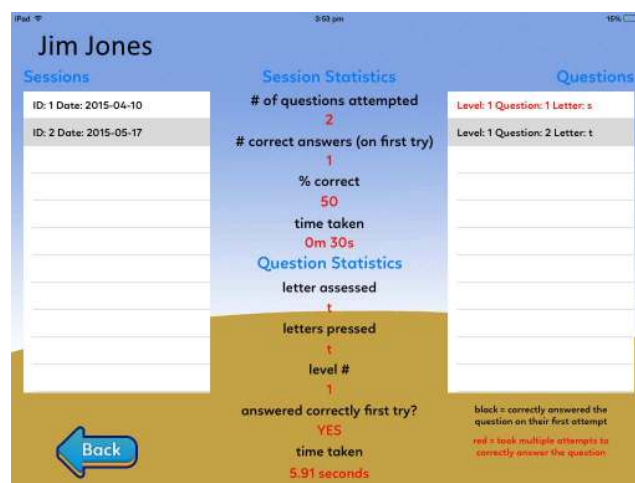 iPad
3:53 pm
15%
Jim Jones
Sessions
ID: 1 Date: 2015-04-10
ID: 2 Date: 2015-05-17
Session Statistics
# of questions attempted
2
# correct answers (on first try)
1
% correct
50
time taken
0m 30s
Question Statistics
letter assessed
t
letters pressed
t
level #
1
answered correctly first try?
YES
time taken
5.91 seconds
Questions
Level: 1 Question: 1 Letter: s
Level: 1 Question: 2 Letter: t
black = correctly answered the
question on their first attempt
red = took multiple attempts to
correctly answer the question
Back